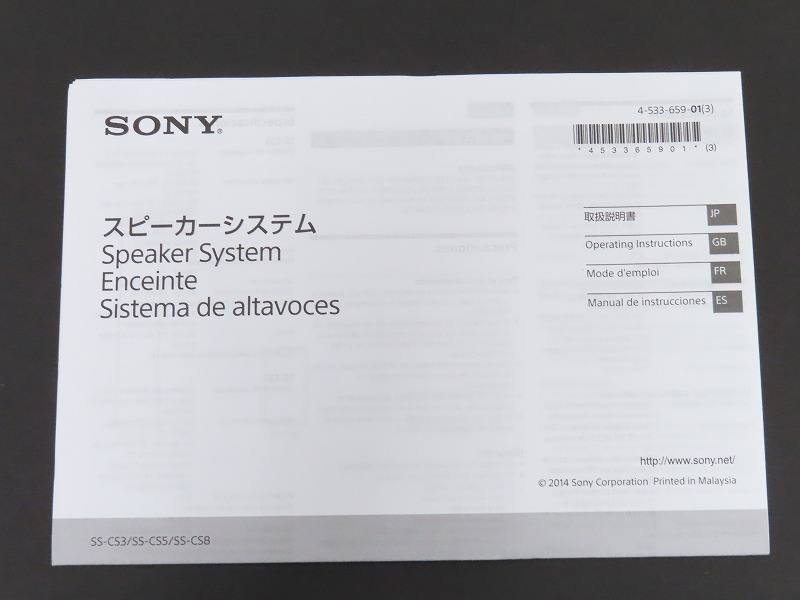 SONY®
4-533-659-01(3)
*453365901* (3)
スピーカーシステム
Speaker System
Enceinte
Sistema de altavoces
取扱説明書 JP
Operating Instructions GB
Mode d'emploi FR
Manual de instrucciones ES
http://www.sony.net/
© 2014 Sony Corporation Printed in Malaysia
SS-CS3/SS-CS5/SS-CS8